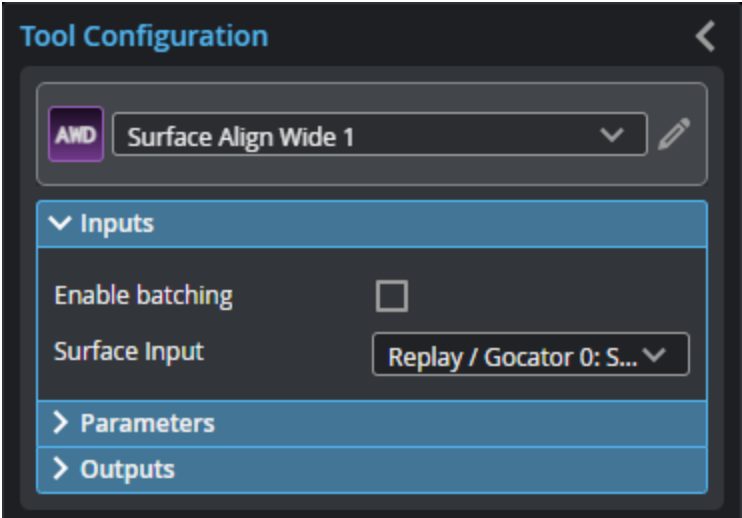 Tool Configuration
AWD Surface Align Wide 1
Inputs
Enable batching
Surface Input Replay / Gocator 0: S...
Parameters
Outputs